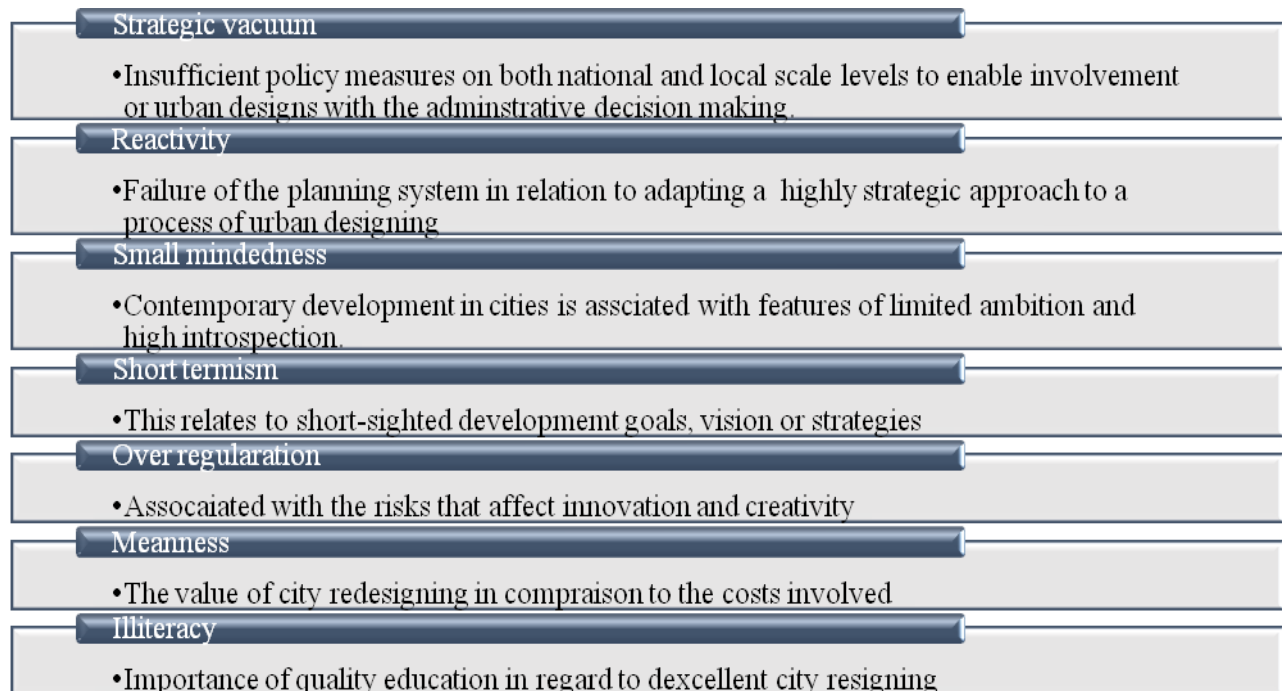 Strategic vacuum
•Insufficient policy measures on both national and local scale levels to enable involvement
or urban designs with the adminstrative decision making.
Reactivity
•Failure of the planning system in relation to adapting a highly strategic approach to a
process of urban designing
Small mindedness
•Contemporary development in cities is assciated with features of limited ambition and
high introspection.
Short termism
•This relates to short-sighted developmemt goals, vision or strategies
Over regularation
•Assocaiated with the risks that affect innovation and creativity
Meanness
•The value of city redesigning in compraison to the costs involved
Illiteracy
•Importance of quality education in regard to dexcellent city resigning